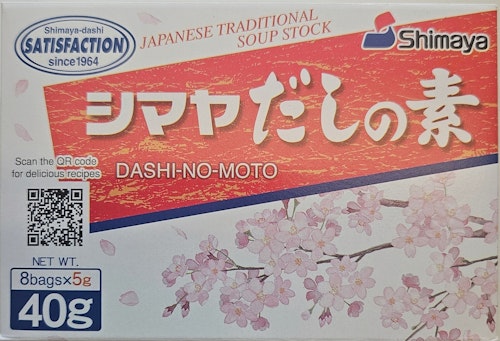 Shimaya-dashi
SATISFACTION
since1964
JAPANESE TRADITIONAL
SOUP STOCK
Shimaya
シマヤだしの素
DASHI-NO-MOTO
Scan the QR code
for delicious recipes
NET WT.
8bags×5g
40g